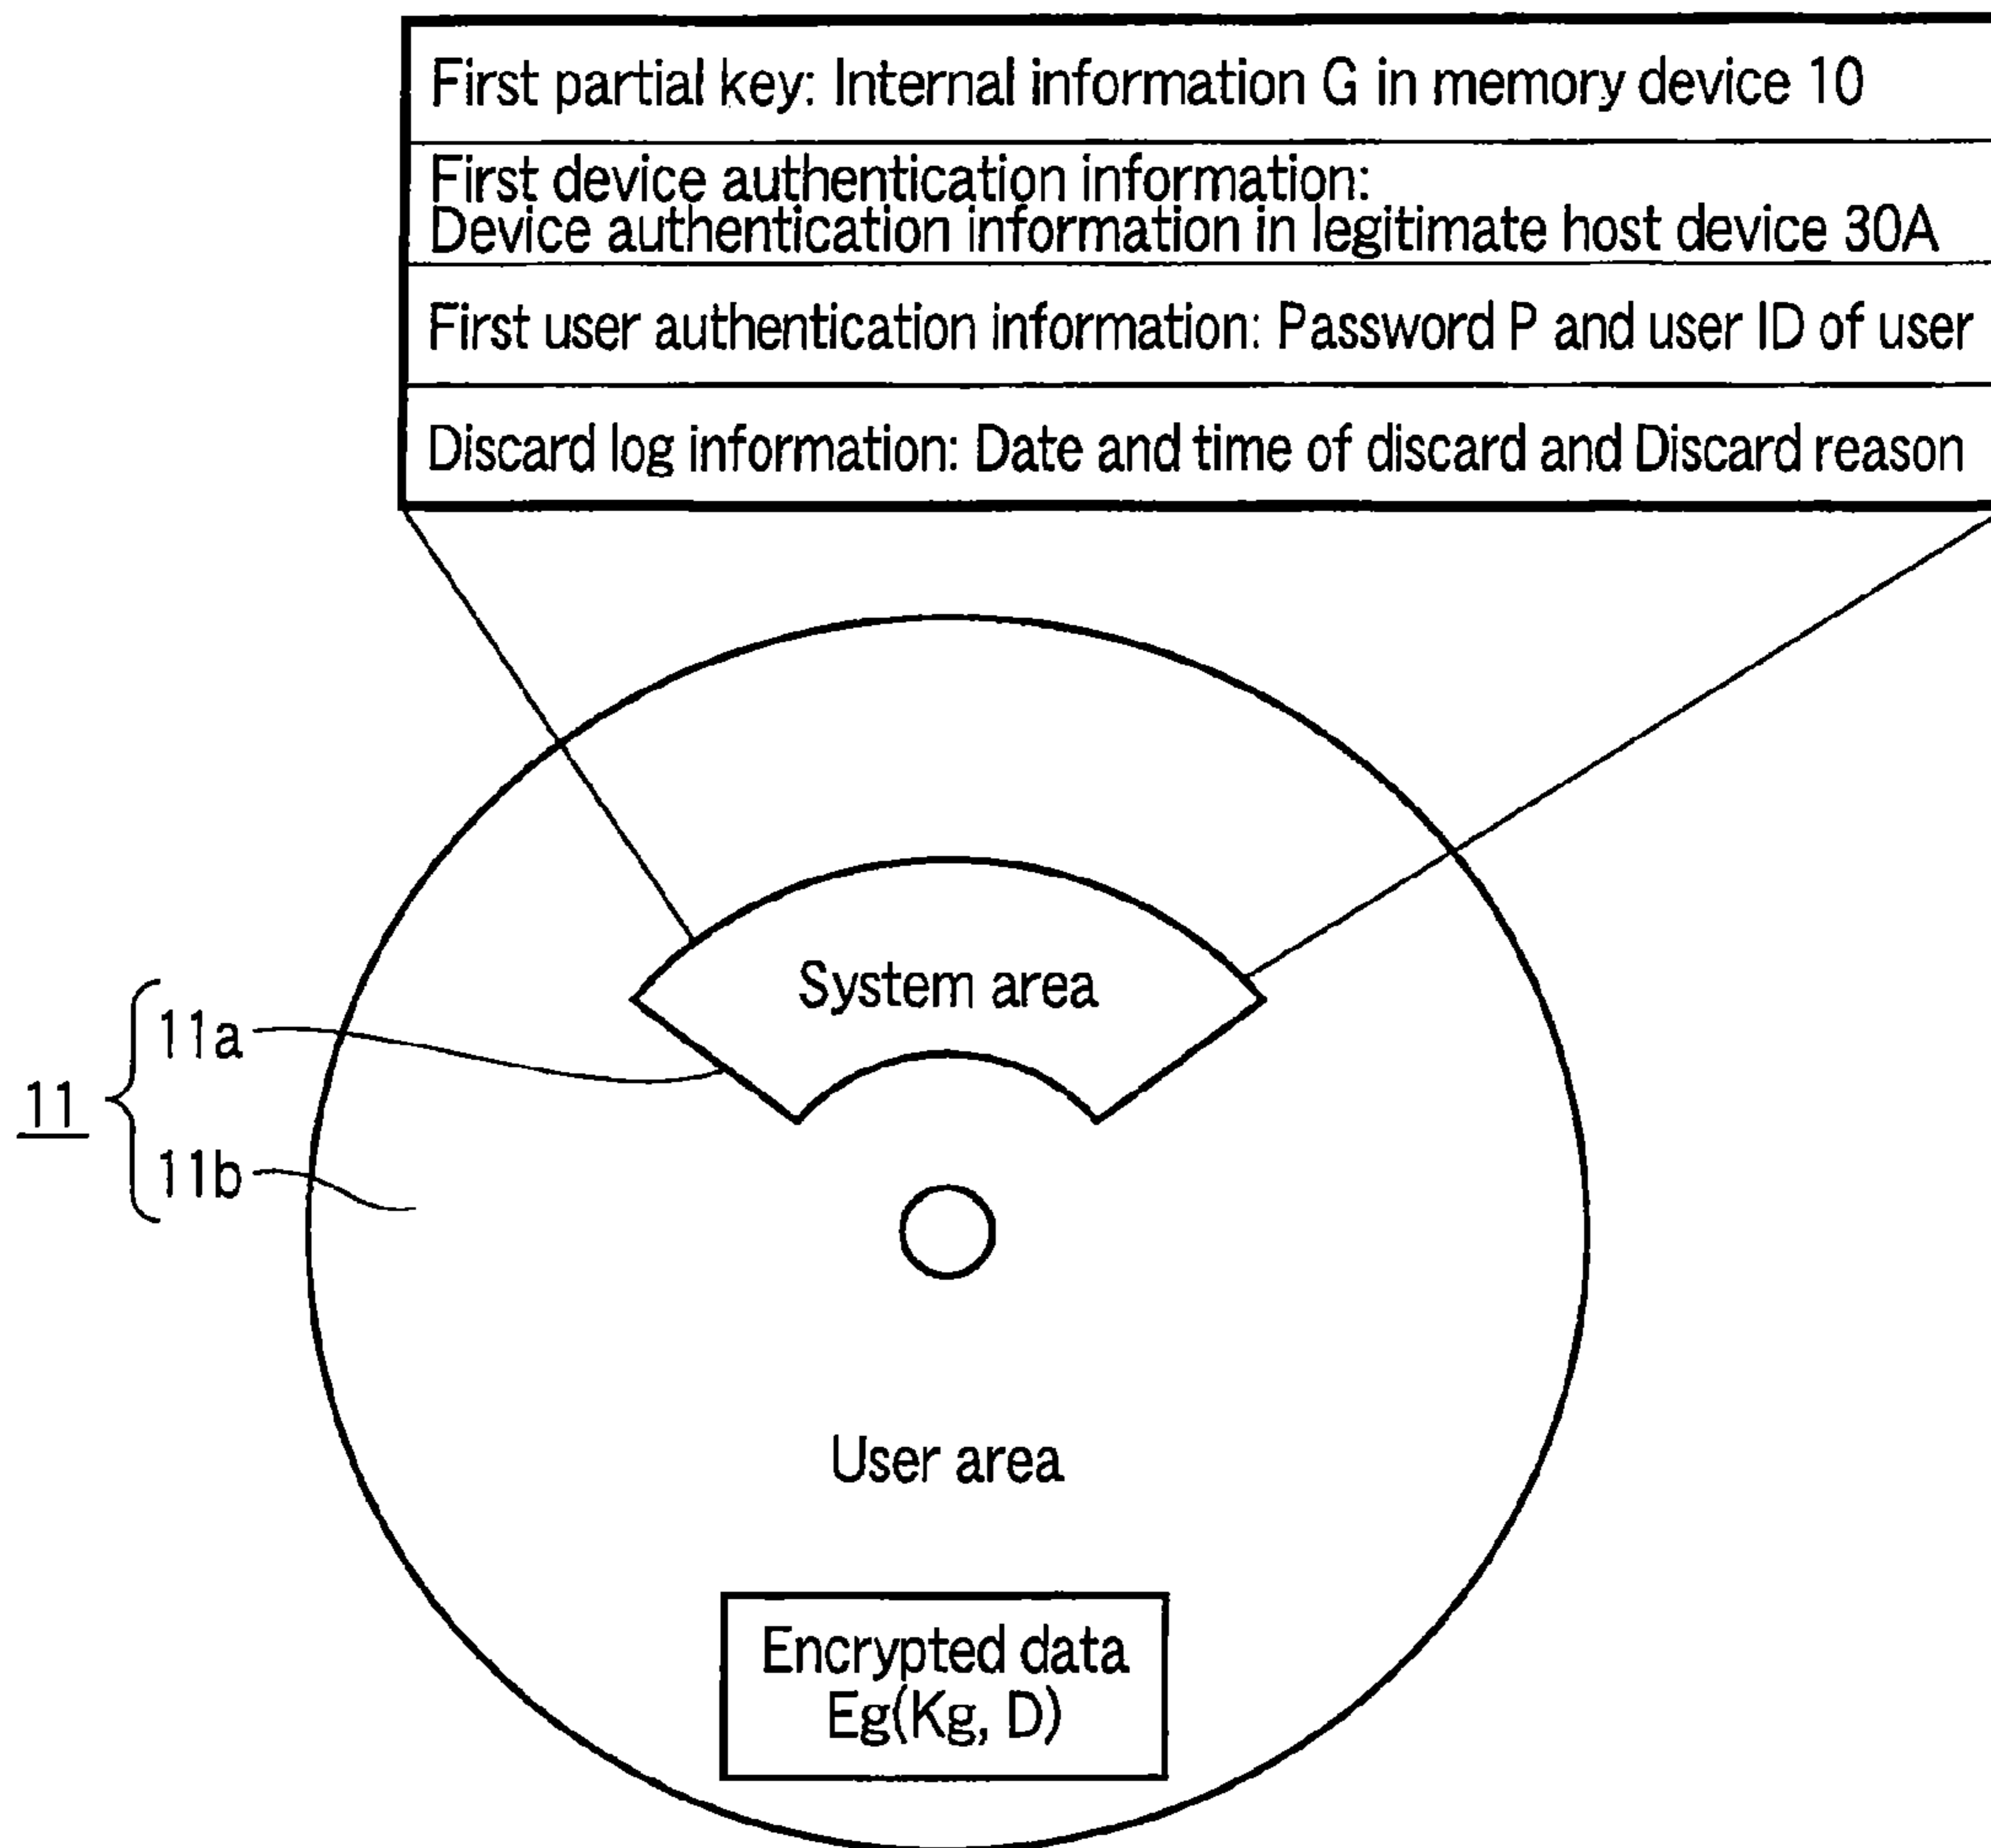 First partial key: Internal information G in memory device 10
First device authentication information:
Device authentication information in legitimate host device 30A
First user authentication information: Password P and user ID of user
Discard log information: Date and time of discard and Discard reason
System area
11a
11
11b
User area
Encrypted data
Eg(Kg, D)